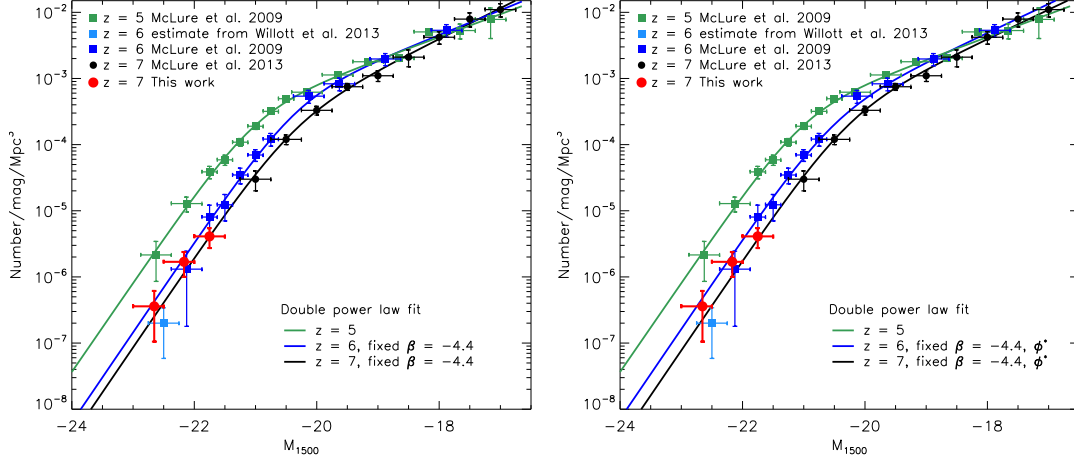 z = 5 McLure et al. 2009
z = 6 estimate from Willott et al. 2013
z = 6 McLure et al. 2009
z = 7 McLure et al. 2013
z = 7 This work
Number/mag/Mpc³
10⁻²
10⁻³
10⁻⁴
10⁻⁵
10⁻⁶
10⁻⁷
10⁻⁸
Double power law fit
z = 5
z = 6, fixed β = −4.4
z = 7, fixed β = −4.4
−24 −22 −20 −18
M₁₅₀₀
z = 5 McLure et al. 2009
z = 6 estimate from Willott et al. 2013
z = 6 McLure et al. 2009
z = 7 McLure et al. 2013
z = 7 This work
Number/mag/Mpc³
10⁻²
10⁻³
10⁻⁴
10⁻⁵
10⁻⁶
10⁻⁷
10⁻⁸
Double power law fit
z = 5
z = 6, fixed β = −4.4, ϕ*
z = 7, fixed β = −4.4, ϕ*
−24 −22 −20 −18
M₁₅₀₀